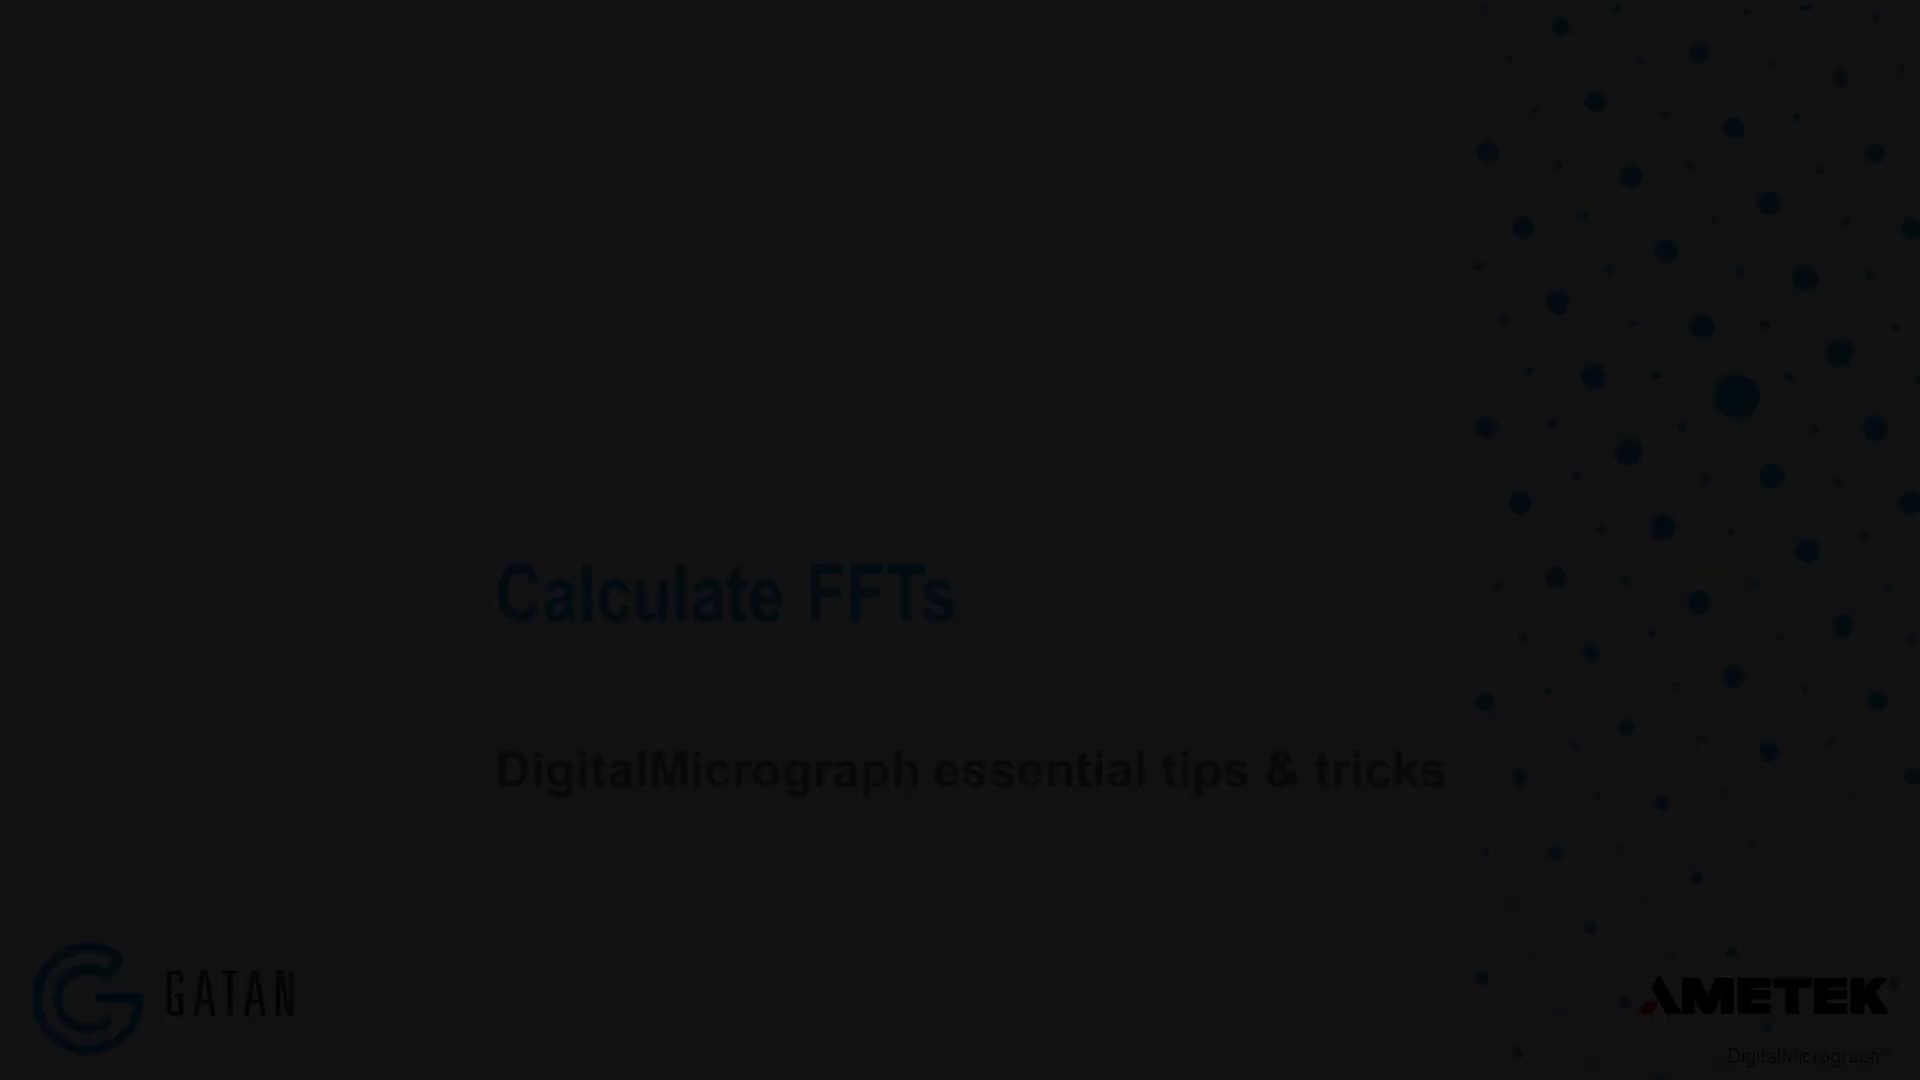 Calculate FFTs
DigitalMicrograph essential tips & tricks
GATAN
AMETEK®
DigitalMicrograph®